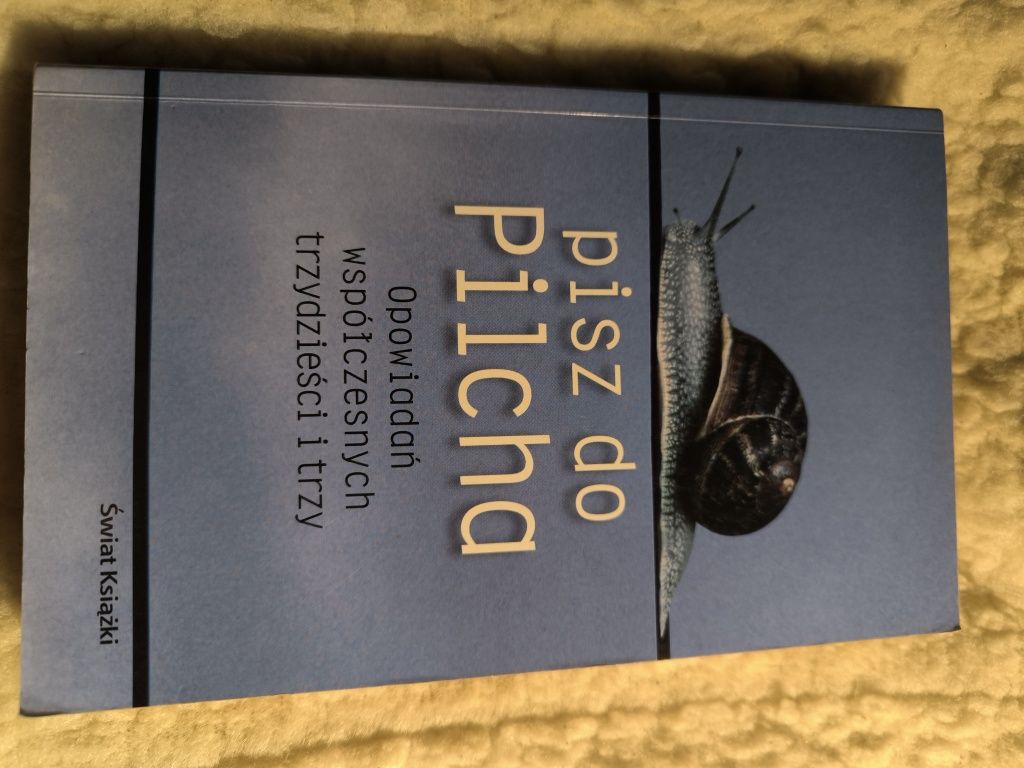 pisz do
Pilcha
Opowiadań
współczesnych
trzydzieści i trzy
Świat Książki